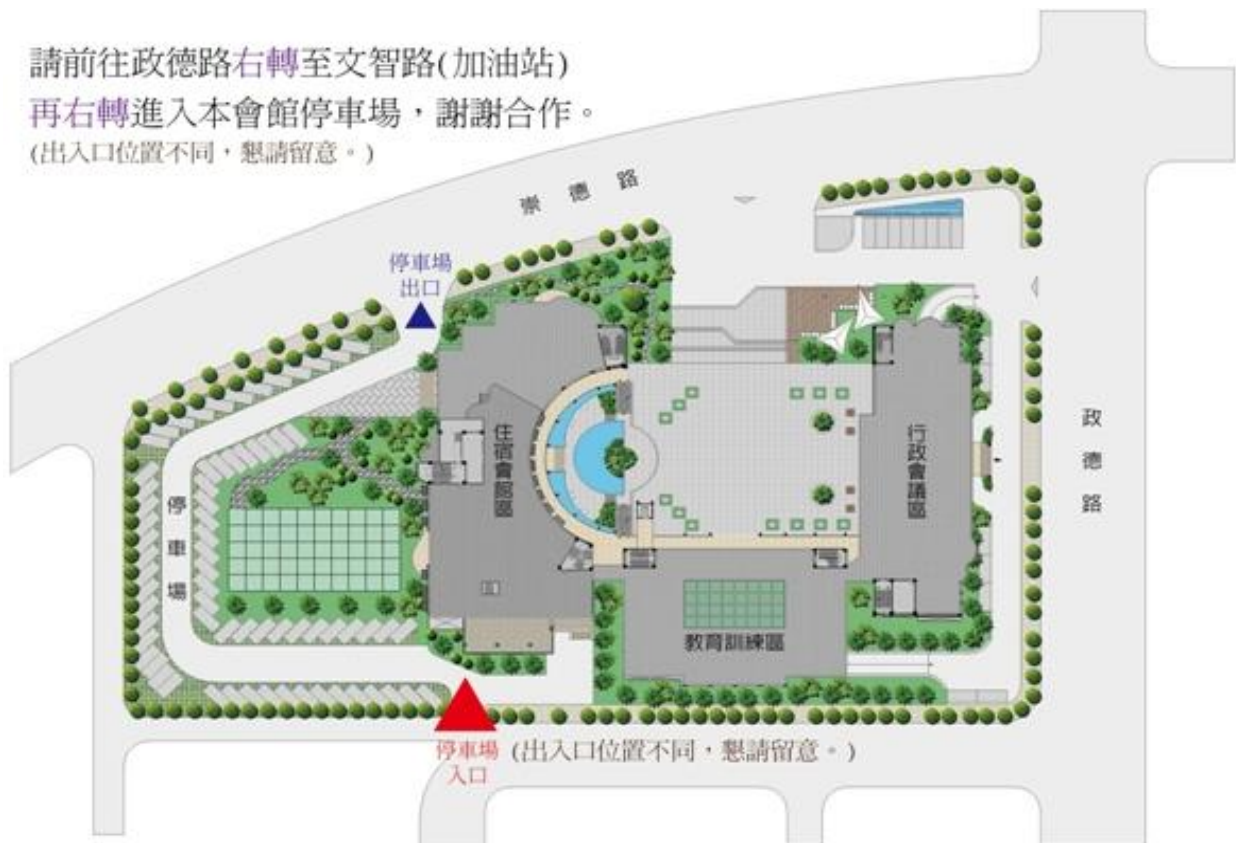 請前往政德路右轉至文智路(加油站)
再右轉進入本會館停車場，謝謝合作。
(出入口位置不同，懇請留意。)
崇德路
停車場
出口
住宿會館區
行政會議區
政德路
停車場
教育訓練區
停車場
入口
(出入口位置不同，懇請留意。)